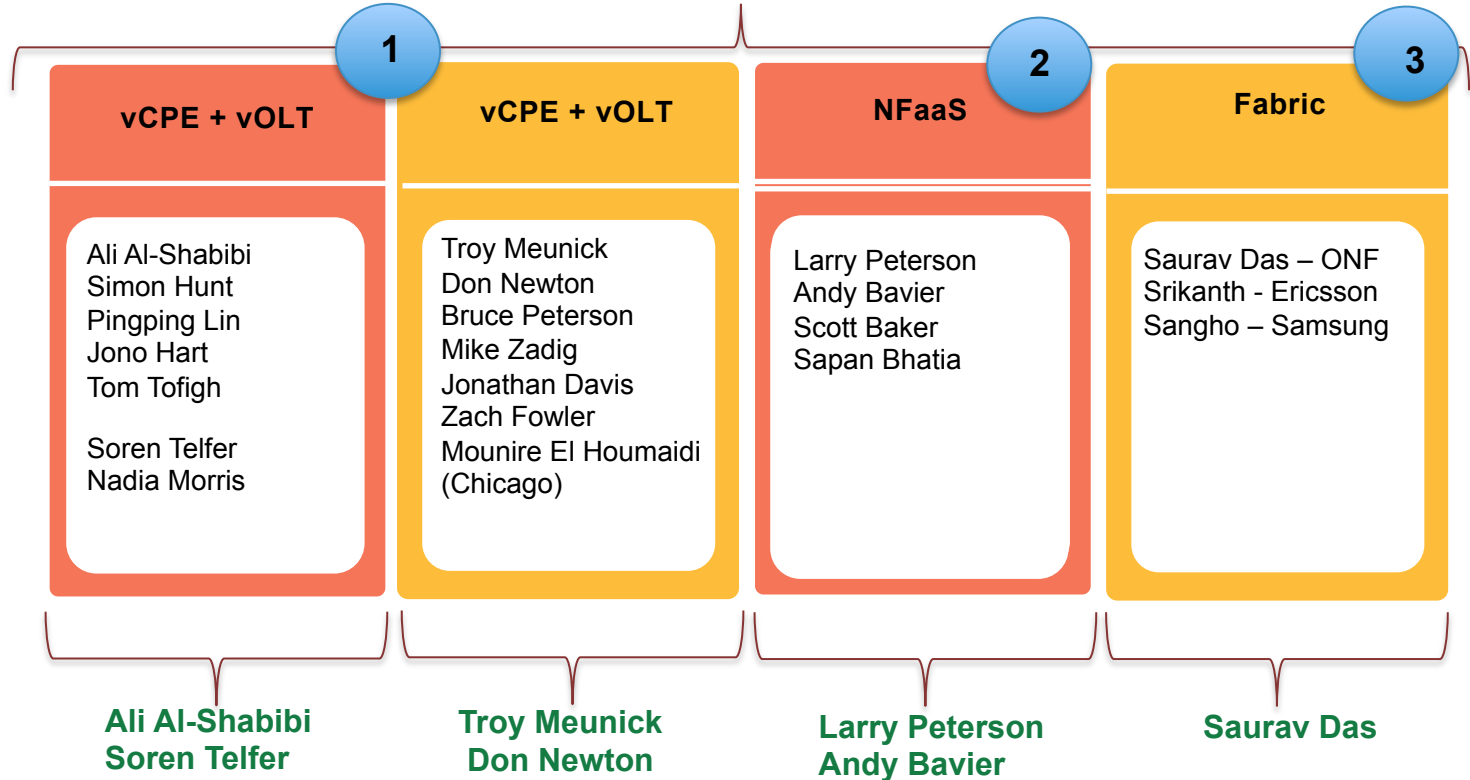 1
2
3
vCPE + vOLT
vCPE + vOLT
NFaaS
Fabric
Ali Al-Shabibi
Simon Hunt
Pingping Lin
Jono Hart
Tom Tofigh
Soren Telfer
Nadia Morris
Troy Meunick
Don Newton
Bruce Peterson
Mike Zadig
Jonathan Davis
Zach Fowler
Mounire El Houmaidi
(Chicago)
Larry Peterson
Andy Bavier
Scott Baker
Sapan Bhatia
Saurav Das – ONF
Srikanth - Ericsson
Sangho – Samsung
Ali Al-Shabibi
Soren Telfer
Troy Meunick
Don Newton
Larry Peterson
Andy Bavier
Saurav Das